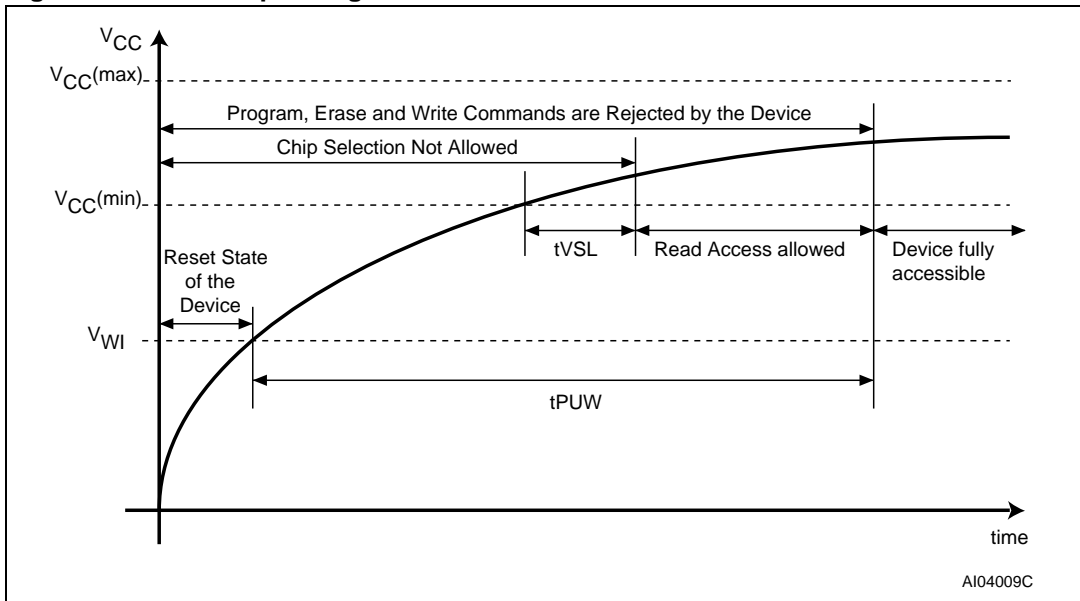 VCC
VCC(max)
Program, Erase and Write Commands are Rejected by the Device
Chip Selection Not Allowed
VCC(min)
tVSL
Read Access allowed
Device fully
accessible
Reset State
of the
Device
VWI
tPUW
time
AI04009C